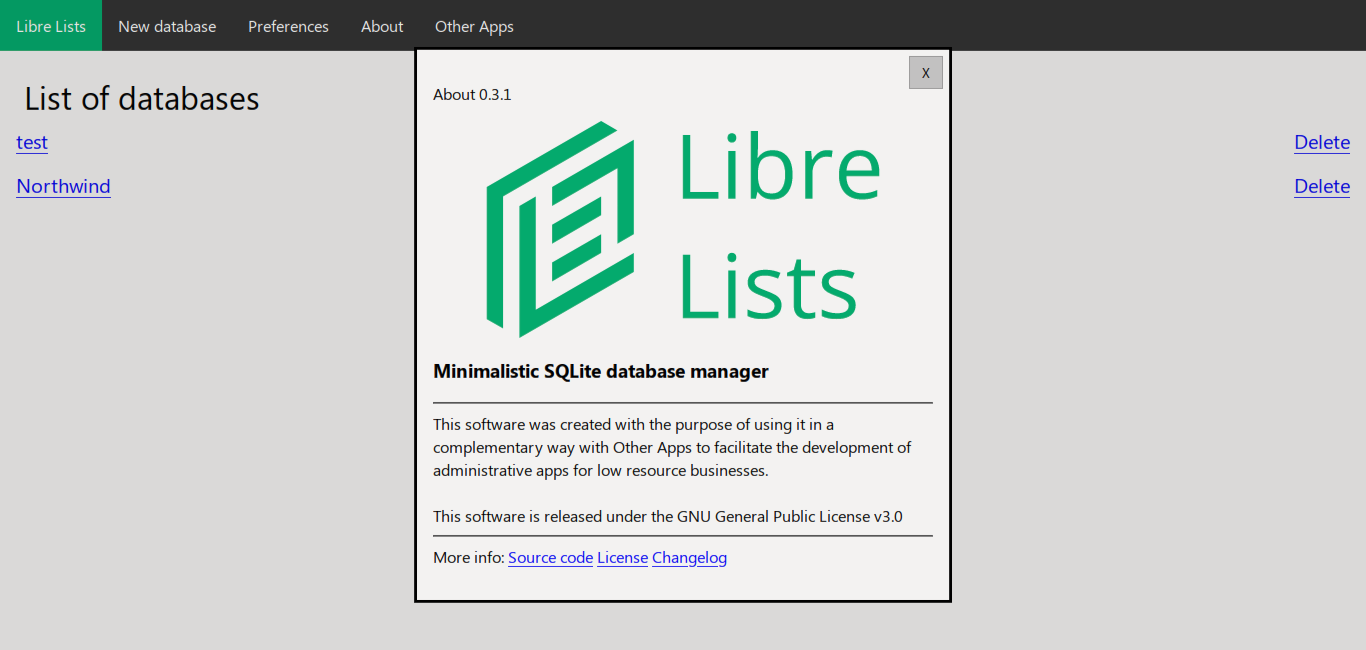 Libre Lists New database Preferences About Other Apps
List of databases
test Delete
Northwind Delete
X
About 0.3.1
Libre
Lists
Minimalistic SQLite database manager
This software was created with the purpose of using it in a
complementary way with Other Apps to facilitate the development of
administrative apps for low resource businesses.
This software is released under the GNU General Public License v3.0
More info: Source code License Changelog